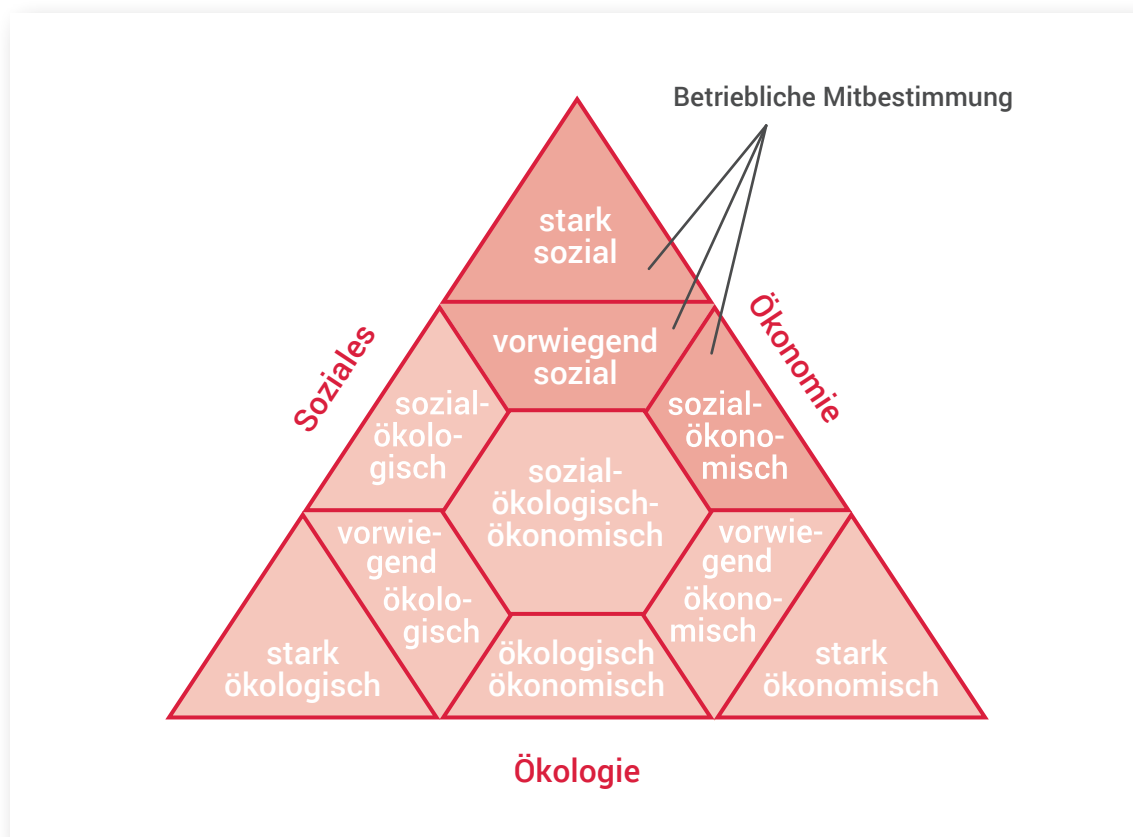 Betriebliche Mitbestimmung
stark
sozial
Soziales
Ökonomie
vorwiegend
sozial
sozial-
ökolo-
gisch
sozial-
ökono-
misch
sozial-
ökologisch-
ökonomisch
vorwie-
gend
ökolo-
gisch
vorwie-
gend
ökono-
misch
stark
ökologisch
ökologisch
ökonomisch
stark
ökonomisch
Ökologie